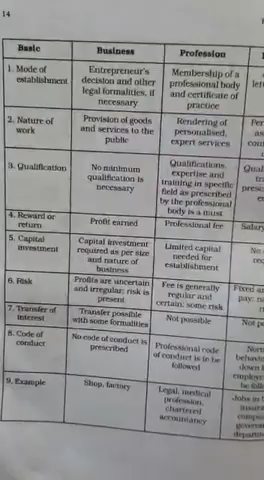 14
Basic Business Profession
1. Mode of establishment
Entrepreneur's decision and other legal formalities, if necessary
Membership of a professional body and certificate of practice
2. Nature of work
Provision of goods and services to the public
Rendering of personalised, expert services
3. Qualification
No minimum qualification is necessary
Qualifications, expertise and training in specific field as prescribed by the professional body is a must
4. Reward or return
Profit earned
Professional fee
Salary
5. Capital investment
Capital investment required as per size and nature of business
Limited capital needed for establishment
No
6. Risk
Profits are uncertain and irregular; risk is present
Fee is generally regular and certain; some risk
Fixed
7. Transfer of interest
Transfer possible with some formalities
Not possible
Not
8. Code of conduct
No code of conduct is prescribed
Professional code of conduct is to be followed
9. Example
Shop, factory
Legal, medical profession, chartered accountancy
Jobs in